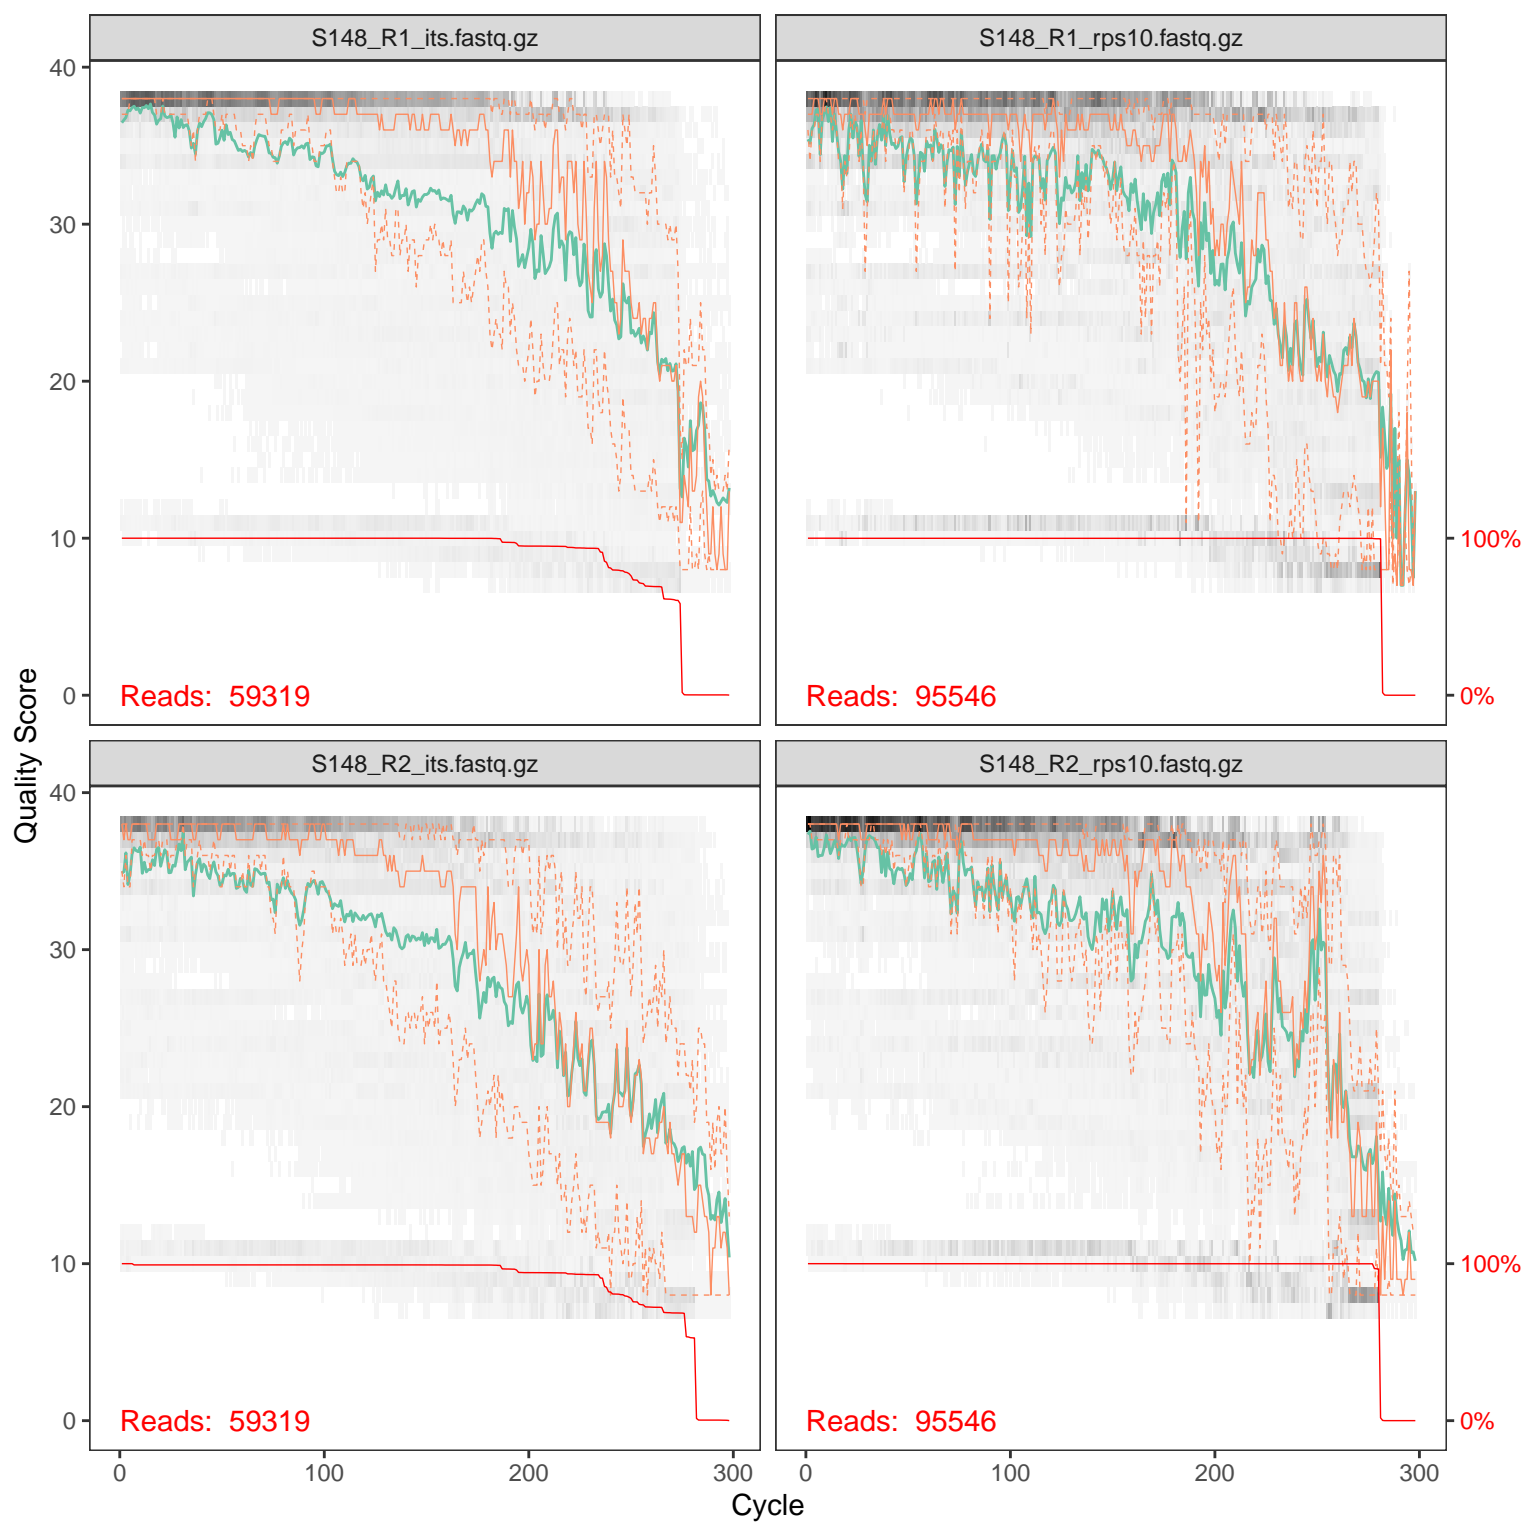 S148_R1_its.fastq.gz
S148_R1_rps10.fastq.gz
40
30
20
10
0
Reads: 59319
Reads: 95546
100%
0%
Quality Score
S148_R2_its.fastq.gz
S148_R2_rps10.fastq.gz
40
30
20
10
0
Reads: 59319
Reads: 95546
100%
0%
0 100 200 300
0 100 200 300
Cycle